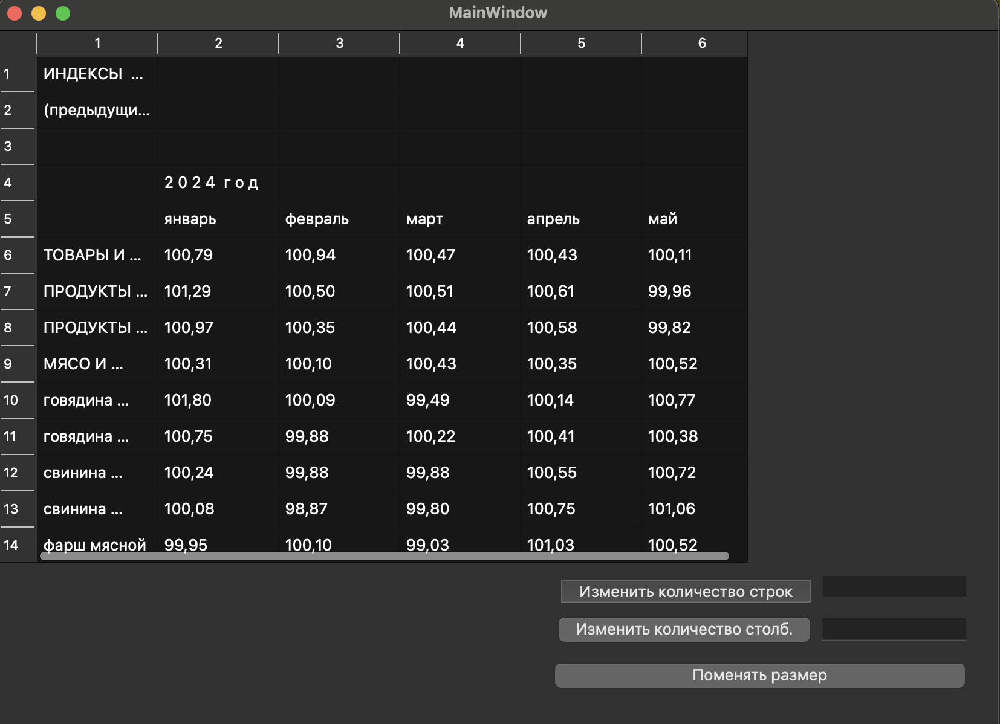 MainWindow
1 2 3 4 5 6
1 ИНДЕКСЫ ...
2 (предыдущи...
3
4 2 0 2 4 г о д
5 январь февраль март апрель май
6 ТОВАРЫ И ... 100,79 100,94 100,47 100,43 100,11
7 ПРОДУКТЫ ... 101,29 100,50 100,51 100,61 99,96
8 ПРОДУКТЫ ... 100,97 100,35 100,44 100,58 99,82
9 МЯСО И ... 100,31 100,10 100,43 100,35 100,52
10 говядина ... 101,80 100,09 99,49 100,14 100,77
11 говядина ... 100,75 99,88 100,22 100,41 100,38
12 свинина ... 100,24 99,88 99,88 100,55 100,72
13 свинина ... 100,08 98,87 99,80 100,75 101,06
14 фарш мясной 99,95 100,10 99,03 101,03 100,52
Изменить количество строк
Изменить количество столб.
Поменять размер